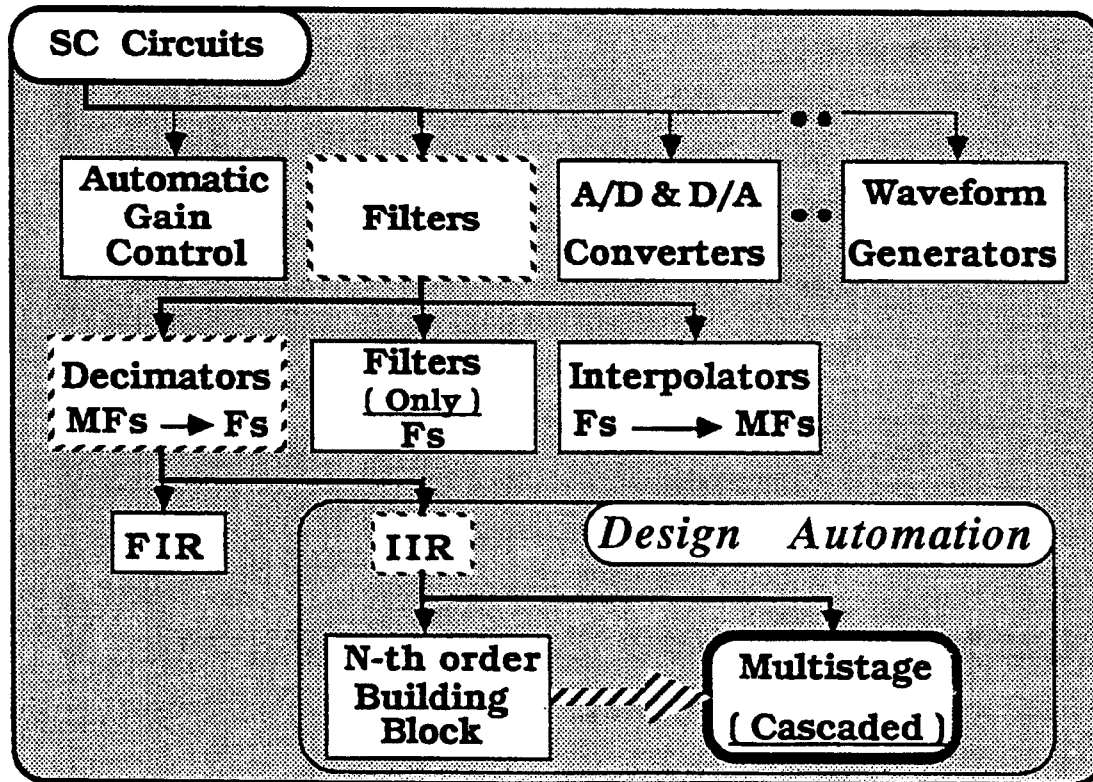 SC Circuits
Automatic
Gain
Control
Filters
A/D & D/A
Converters
Waveform
Generators
Decimators
MFs → Fs
Filters
( Only )
Fs
Interpolators
Fs → MFs
FIR
IIR
Design Automation
N-th order
Building
Block
Multistage
( Cascaded )